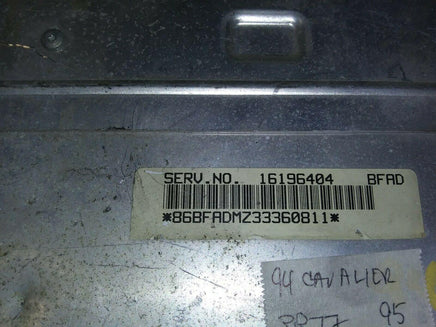 SERV.NO. 16196404 BFAD
*86BFADMZ33360811*
94 CAVALIER
95